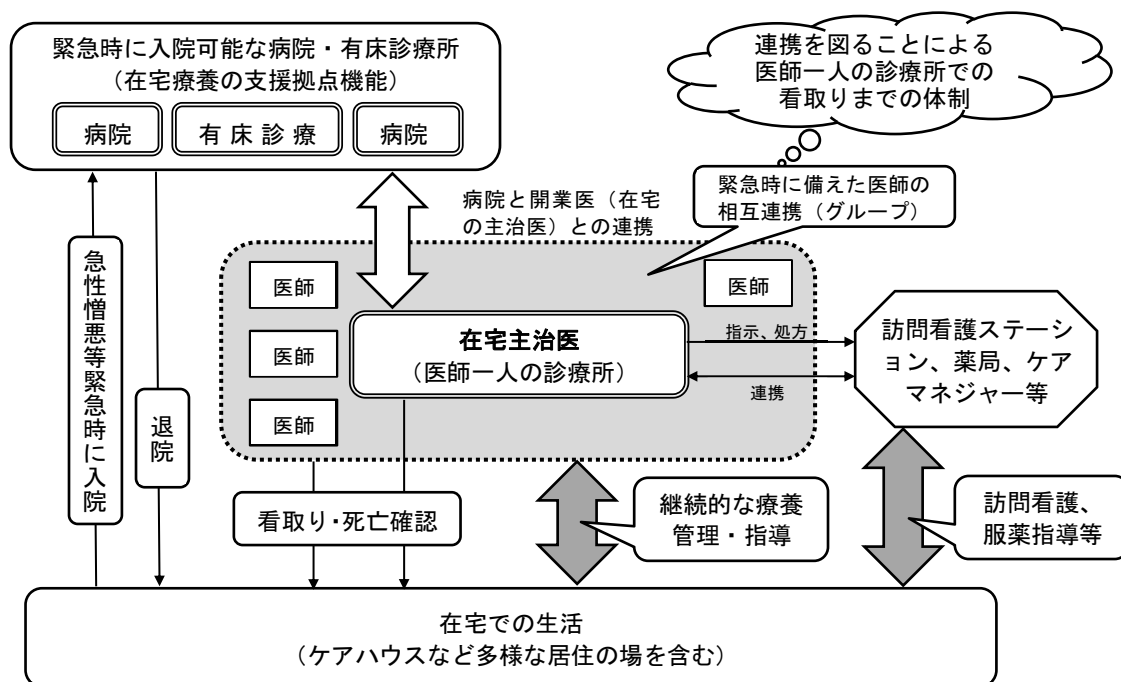 緊急時に入院可能な病院・有床診療所
（在宅療養の支援拠点機能）
病院
有床診療
病院
連携を図ることによる
医師一人の診療所での
看取りまでの体制
緊急時に備えた医師の
相互連携（グループ）
病院と開業医（在宅
の主治医）との連携
急性憎悪等緊急時に入院
退院
医師
医師
医師
医師
在宅主治医
（医師一人の診療所）
指示、処方
連携
訪問看護ステーシ
ョン、薬局、ケア
マネジャー等
看取り・死亡確認
継続的な療養
管理・指導
訪問看護、
服薬指導等
在宅での生活
（ケアハウスなど多様な居住の場を含む）